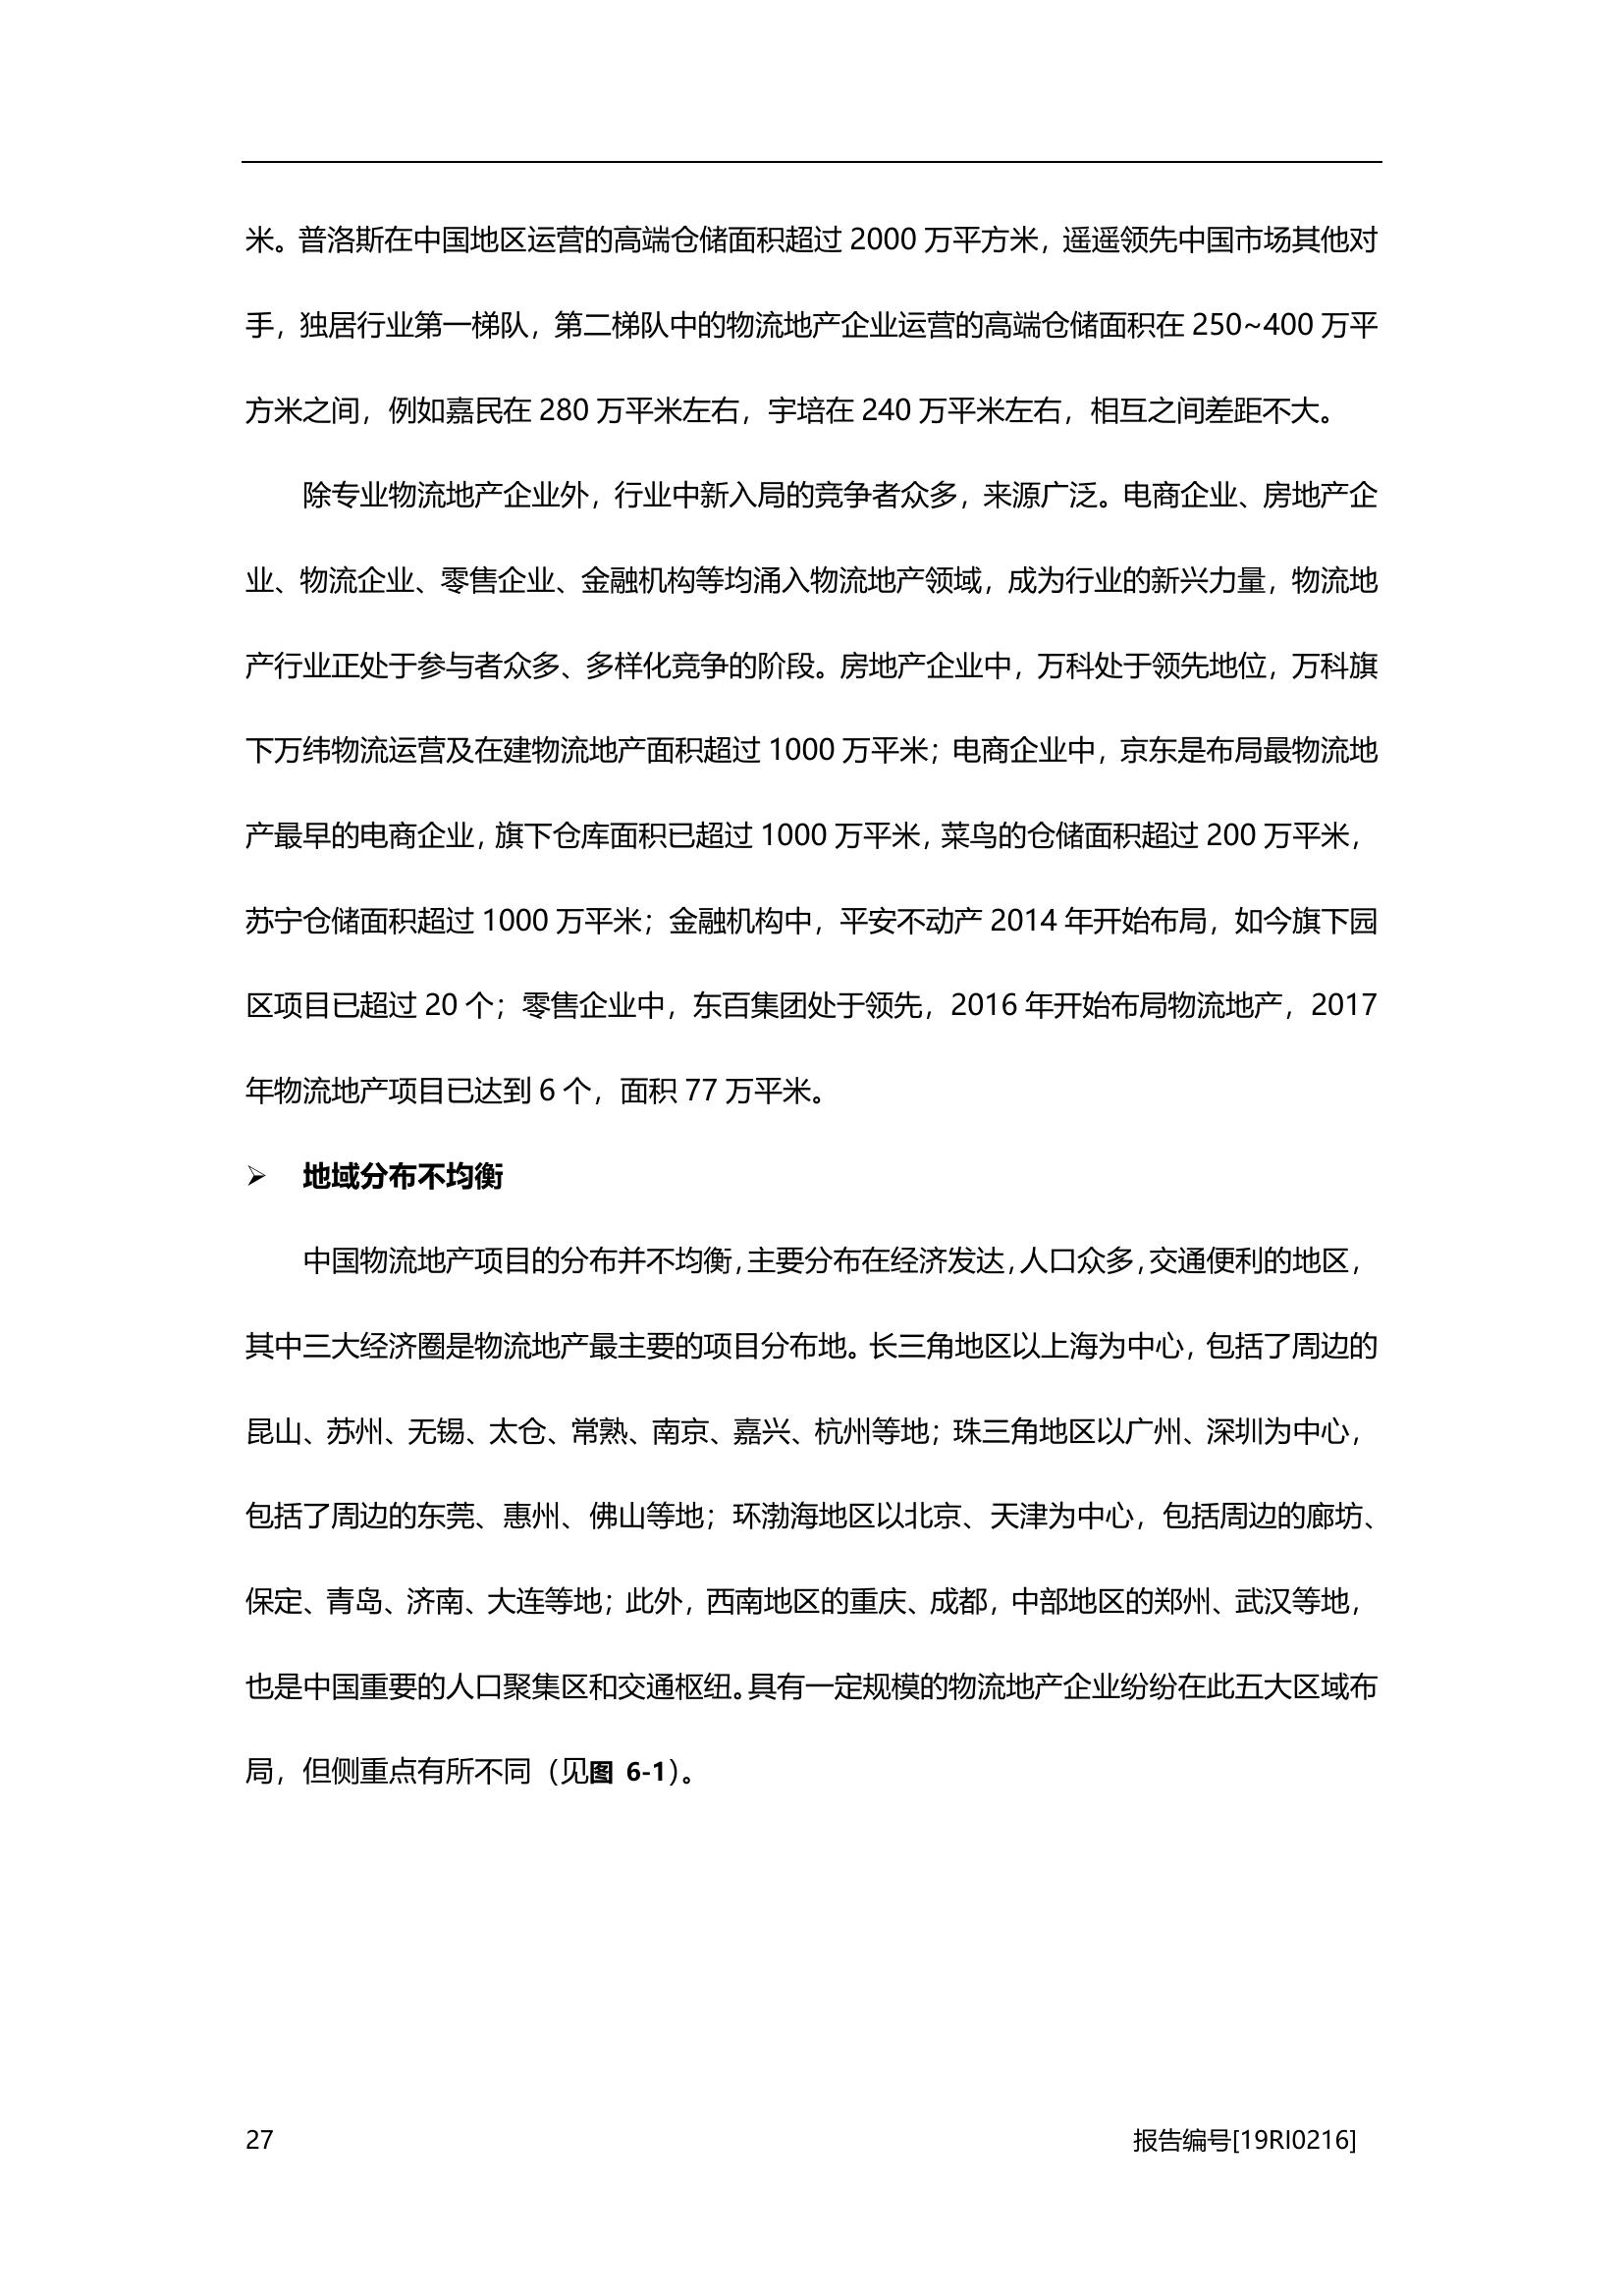 米。普洛斯在中国地区运营的高端仓储面积超过 2000 万平方米，遥遥领先中国市场其他对
手，独居行业第一梯队，第二梯队中的物流地产企业运营的高端仓储面积在 250~400 万平
方米之间，例如嘉民在 280 万平米左右，宇培在 240 万平米左右，相互之间差距不大。
除专业物流地产企业外，行业中新入局的竞争者众多，来源广泛。电商企业、房地产企
业、物流企业、零售企业、金融机构等均涌入物流地产领域，成为行业的新兴力量，物流地
产行业正处于参与者众多、多样化竞争的阶段。房地产企业中，万科处于领先地位，万科旗
下万纬物流运营及在建物流地产面积超过 1000 万平米；电商企业中，京东是布局最物流地
产最早的电商企业，旗下仓库面积已超过 1000 万平米，菜鸟的仓储面积超过 200 万平米，
苏宁仓储面积超过 1000 万平米；金融机构中，平安不动产 2014 年开始布局，如今旗下园
区项目已超过 20 个；零售企业中，东百集团处于领先，2016 年开始布局物流地产，2017
年物流地产项目已达到 6 个，面积 77 万平米。
➢ 地域分布不均衡
中国物流地产项目的分布并不均衡，主要分布在经济发达，人口众多，交通便利的地区，
其中三大经济圈是物流地产最主要的项目分布地。长三角地区以上海为中心，包括了周边的
昆山、苏州、无锡、太仓、常熟、南京、嘉兴、杭州等地；珠三角地区以广州、深圳为中心，
包括了周边的东莞、惠州、佛山等地；环渤海地区以北京、天津为中心，包括周边的廊坊、
保定、青岛、济南、大连等地；此外，西南地区的重庆、成都，中部地区的郑州、武汉等地，
也是中国重要的人口聚集区和交通枢纽。具有一定规模的物流地产企业纷纷在此五大区域布
局，但侧重点有所不同（见图 6-1）。
27 报告编号[19RI0216]